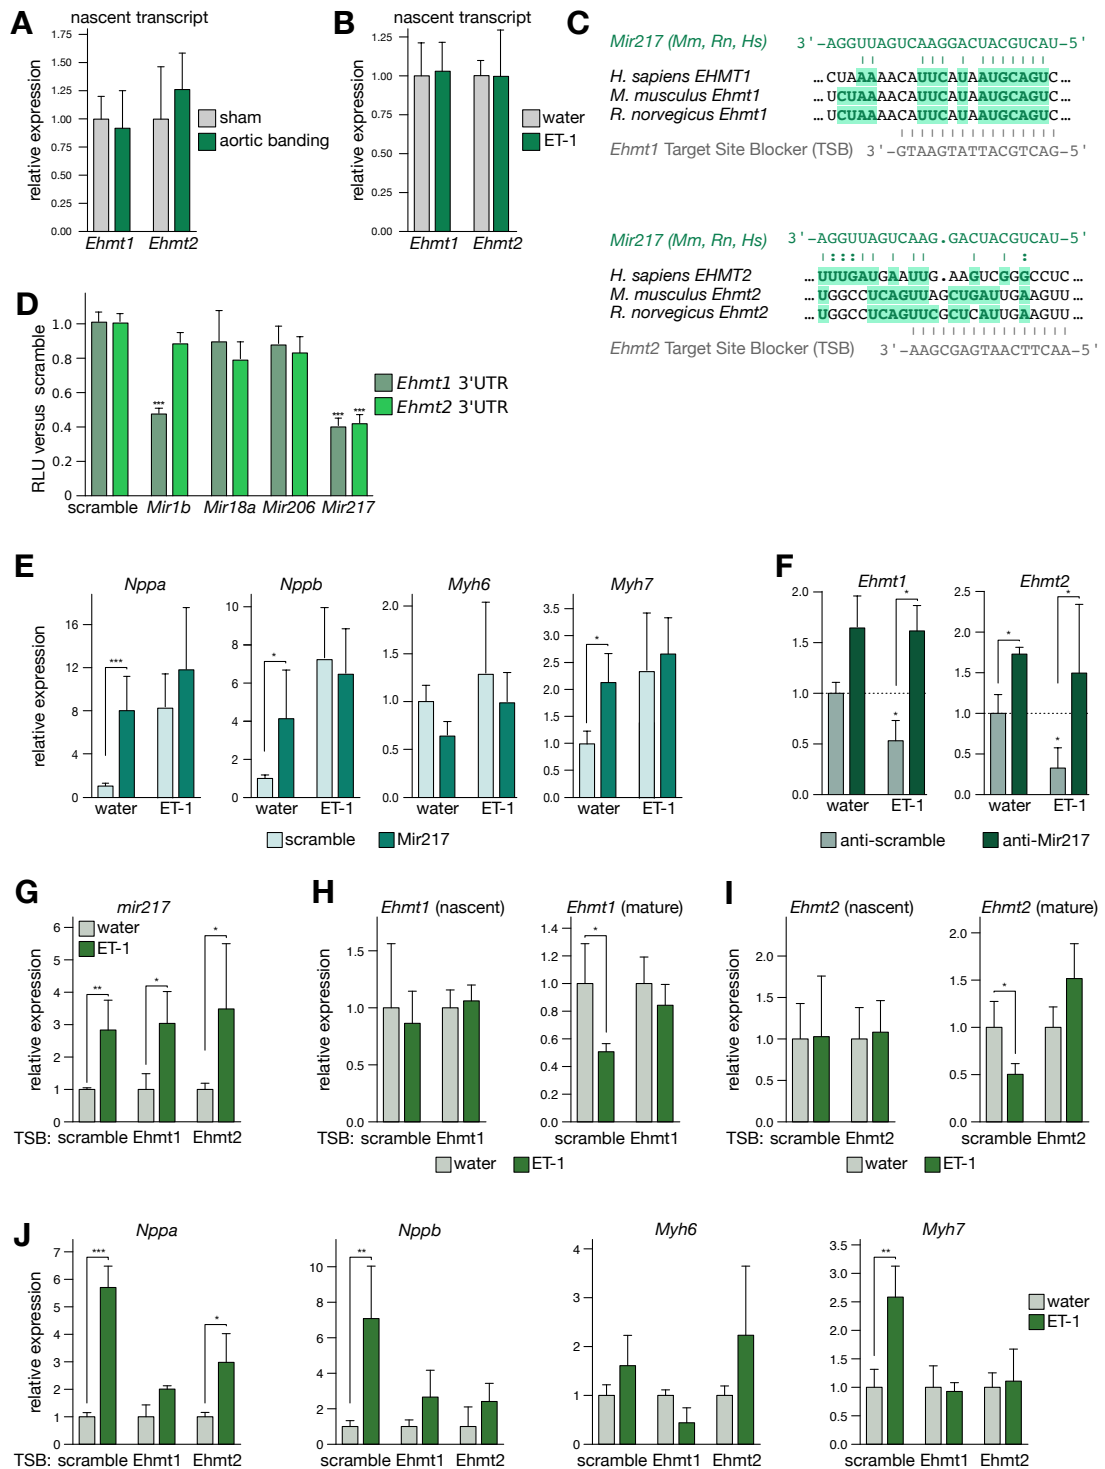 A
nascent transcript
relative expression
1.75
1.50
1.25
1.00
0.75
0.50
0.25
0.00
Ehmt1 Ehmt2
sham
aortic banding
B
nascent transcript
relative expression
1.25
1.00
0.75
0.50
0.25
0.00
Ehmt1 Ehmt2
water
ET-1
C
Mir217 (Mm, Rn, Hs) 3'-AGGUUAGUCAAGGACUACGUCAU-5'
H. sapiens EHMT1 ...CUAAAAACAUUCAUAAUGCAGUC...
M. musculus Ehmt1 ...UCUAAAACAUUCAUAAUGCAGUC...
R. norvegicus Ehmt1 ...UCUAAAACAUUCAUAAUGCAGUC...
Ehmt1 Target Site Blocker (TSB) 3'-GTAAGTATTACGTCAG-5'
Mir217 (Mm, Rn, Hs) 3'-AGGUUAGUCAAG.GACUACGUCAU-5'
H. sapiens EHMT2 ...UUUGAUGAAUUG.AAGUCGGGCCUC...
M. musculus Ehmt2 ...UGGCCUCAGUUAGCUGAUUGAAGUU...
R. norvegicus Ehmt2 ...UGGCCUCAGUUCGCUCAUUGAAGUU...
Ehmt2 Target Site Blocker (TSB) 3'-AAGCGAGTAACTTCAA-5'
D
RLU versus scramble
1.0
0.8
0.6
0.4
0.2
0
*** *** ***
scramble Mir1b Mir18a Mir206 Mir217
Ehmt1 3'UTR
Ehmt2 3'UTR
E
relative expression
Nppa
16
12
8
4
0
***
water ET-1
Nppb
10
8
6
4
2
0
*
water ET-1
Myh6
2.0
1.5
1.0
0.5
0.0
water ET-1
Myh7
3.5
3.0
2.5
2.0
1.5
1.0
0.5
0.0
*
water ET-1
scramble Mir217
F
Ehmt1
2.0
1.5
1.0
0.5
0.0
*
*
water ET-1
Ehmt2
2.5
2.0
1.5
1.0
0.5
0.0
*
*
*
water ET-1
anti-scramble anti-Mir217
G
mir217
relative expression
6
5
4
3
2
1
0
water
ET-1
** * *
TSB: scramble Ehmt1 Ehmt2
H
Ehmt1 (nascent)
1.5
1.0
0.5
0.0
TSB: scramble Ehmt1
Ehmt1 (mature)
1.4
1.2
1.0
0.8
0.6
0.4
0.2
0.0
*
scramble Ehmt1
water ET-1
I
Ehmt2 (nascent)
2.0
1.5
1.0
0.5
0.0
TSB: scramble Ehmt2
Ehmt2 (mature)
2.0
1.5
1.0
0.5
0.0
*
scramble Ehmt2
water ET-1
J
relative expression
Nppa
7
6
5
4
3
2
1
0
*** *
TSB: scramble Ehmt1 Ehmt2
Nppb
10
8
6
4
2
0
**
scramble Ehmt1 Ehmt2
Myh6
4
3
2
1
0
scramble Ehmt1 Ehmt2
Myh7
3.5
3.0
2.5
2.0
1.5
1.0
0.5
0.0
**
scramble Ehmt1 Ehmt2
water
ET-1